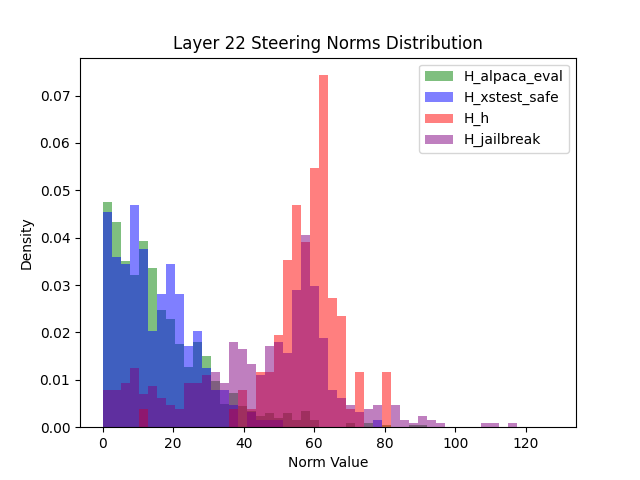 Layer 22 Steering Norms Distribution
H_alpaca_eval
H_xstest_safe
H_h
H_jailbreak
Density
0.07
0.06
0.05
0.04
0.03
0.02
0.01
0.00
0 20 40 60 80 100 120
Norm Value